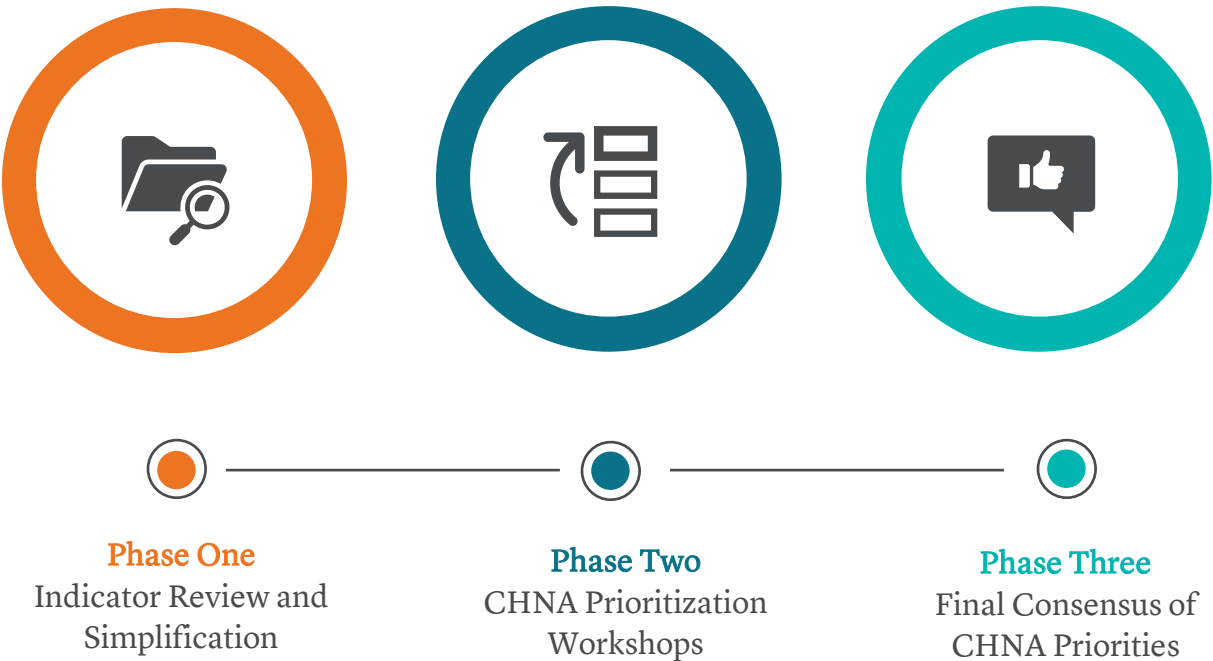 Phase One
Indicator Review and
Simplification
Phase Two
CHNA Prioritization
Workshops
Phase Three
Final Consensus of
CHNA Priorities